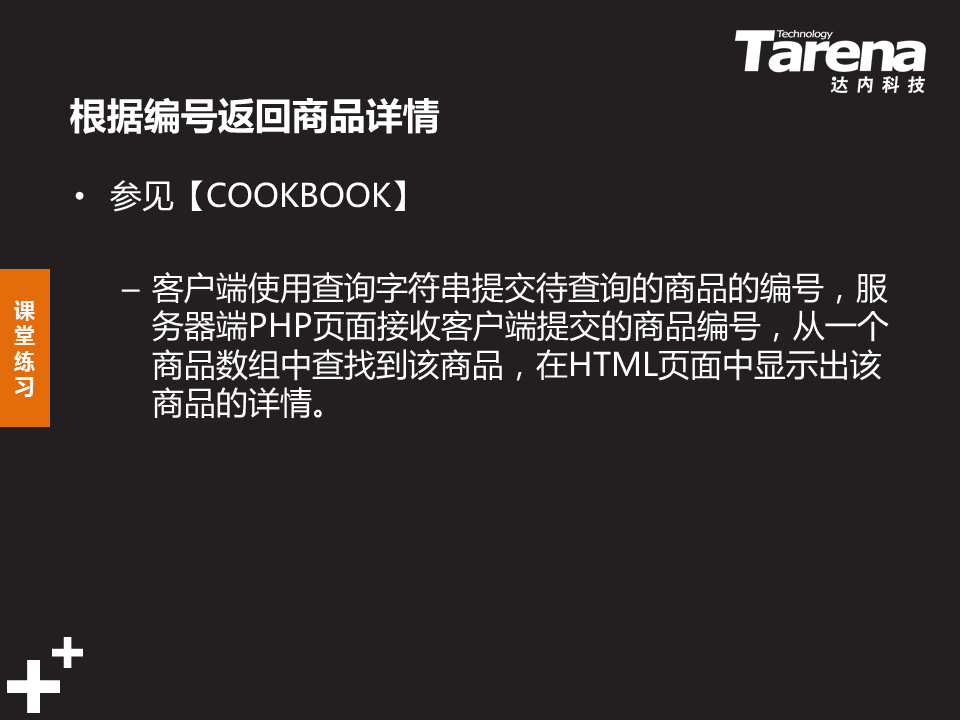 Technology
Tarena
达内科技
根据编号返回商品详情
• 参见【COOKBOOK】
– 客户端使用查询字符串提交待查询的商品的编号，服
务器端PHP页面接收客户端提交的商品编号，从一个
商品数组中查找到该商品，在HTML页面中显示出该
商品的详情。
课
堂
练
习